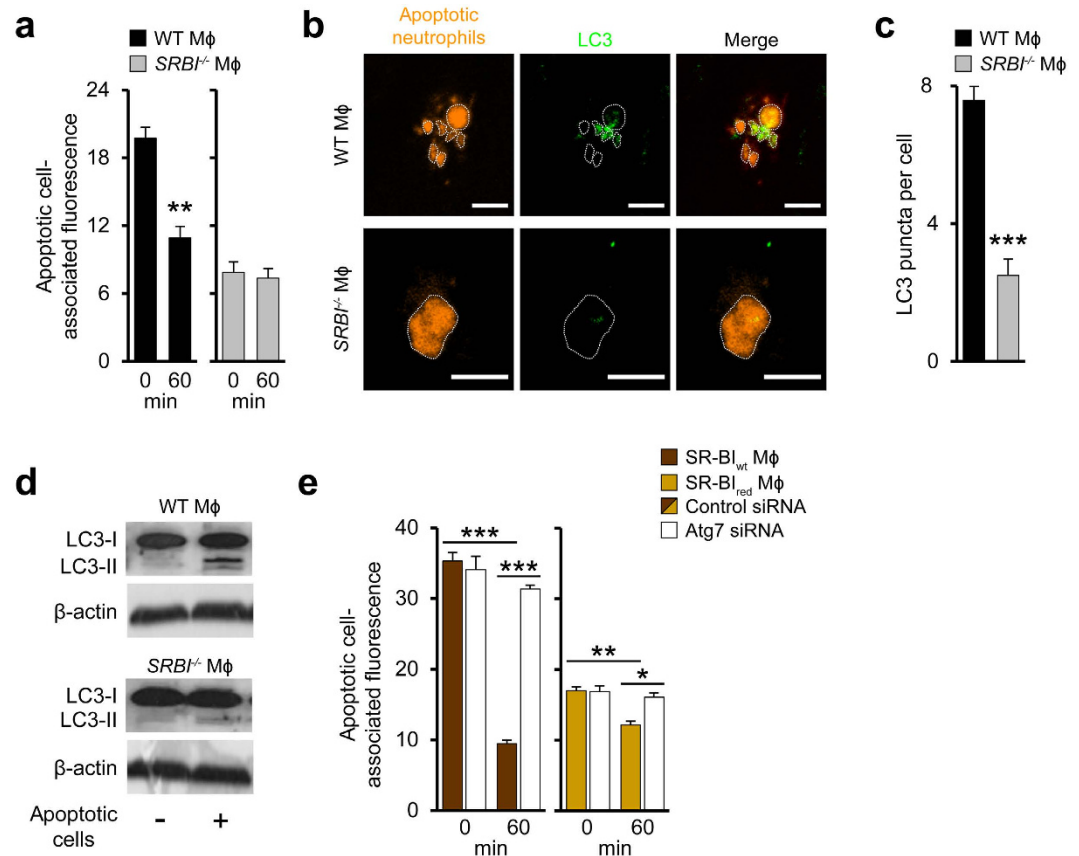 a
WT Mϕ
SRBI-/- Mϕ
Apoptotic cell-
associated fluorescence
24
18
12
6
0
**
0 60
min
0 60
min
b
Apoptotic
neutrophils
LC3
Merge
WT Mϕ
SRBI-/- Mϕ
c
WT Mϕ
SRBI-/- Mϕ
LC3 puncta per cell
8
4
0
***
d
WT Mϕ
LC3-I
LC3-II
β-actin
SRBI-/- Mϕ
LC3-I
LC3-II
β-actin
Apoptotic
cells
- +
e
SR-BIwt Mϕ
SR-BIred Mϕ
Control siRNA
Atg7 siRNA
Apoptotic cell-
associated fluorescence
40
30
20
10
0
***
***
**
*
0 60
min
0 60
min